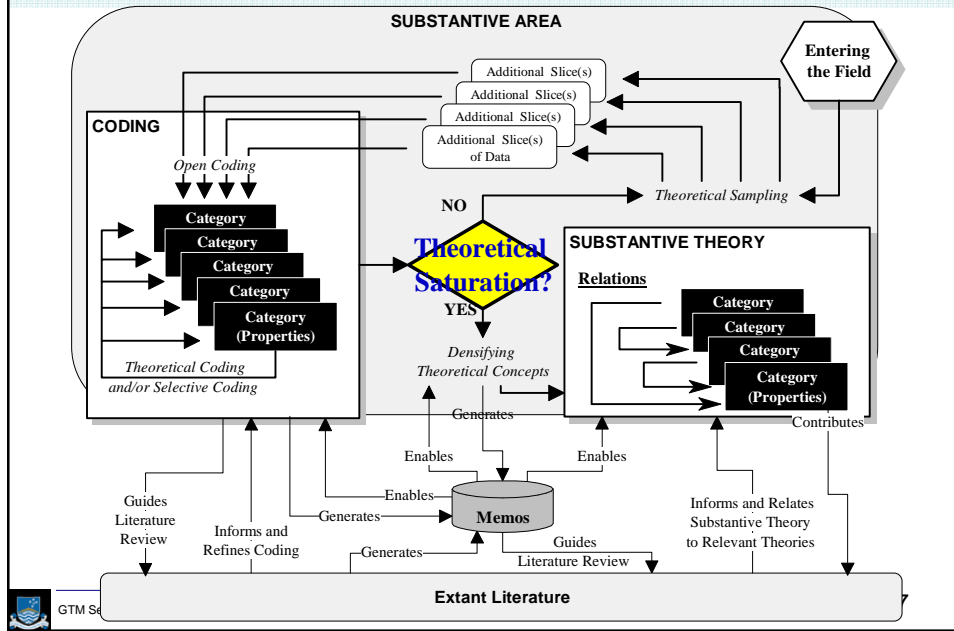 SUBSTANTIVE AREA
Entering
the Field
Additional Slice(s)
Additional Slice(s)
Additional Slice(s)
Additional Slice(s)
of Data
CODING
Open Coding
Theoretical Sampling
NO
Category
Category
Category
Category
Category
(Properties)
Theoretical
Saturation?
YES
SUBSTANTIVE THEORY
Relations
Category
Category
Category
Category
(Properties)
Theoretical Coding
and/or Selective Coding
Densifying
Theoretical Concepts
Generates
Contributes
Enables
Enables
Enables
Guides
Literature
Review
Informs and
Refines Coding
Generates
Memos
Informs and Relates
Substantive Theory
to Relevant Theories
Generates
Guides
Literature Review
Extant Literature
GTM Se
7